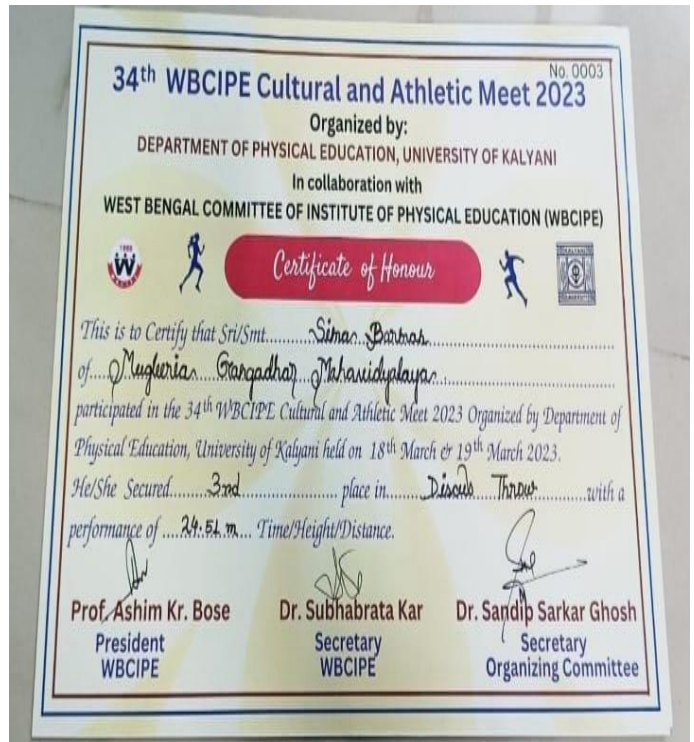 No. 0003
34th WBCIPE Cultural and Athletic Meet 2023
Organized by:
DEPARTMENT OF PHYSICAL EDUCATION, UNIVERSITY OF KALYANI
In collaboration with
WEST BENGAL COMMITTEE OF INSTITUTE OF PHYSICAL EDUCATION (WBCIPE)
Certificate of Honour
This is to Certify that Sri/Smt......Sima Barman......
of......Mugberia Gangadhar Mahavidyalaya......
participated in the 34th WBCIPE Cultural and Athletic Meet 2023 Organized by Department of
Physical Education, University of Kalyani held on 18th March & 19th March 2023.
He/She Secured......3rd...... place in......Discus Throw......with a
performance of ....24.51 m... Time/Height/Distance.
Prof. Ashim Kr. Bose Dr. Subhabrata Kar Dr. Sandip Sarkar Ghosh
President Secretary Secretary
WBCIPE WBCIPE Organizing Committee